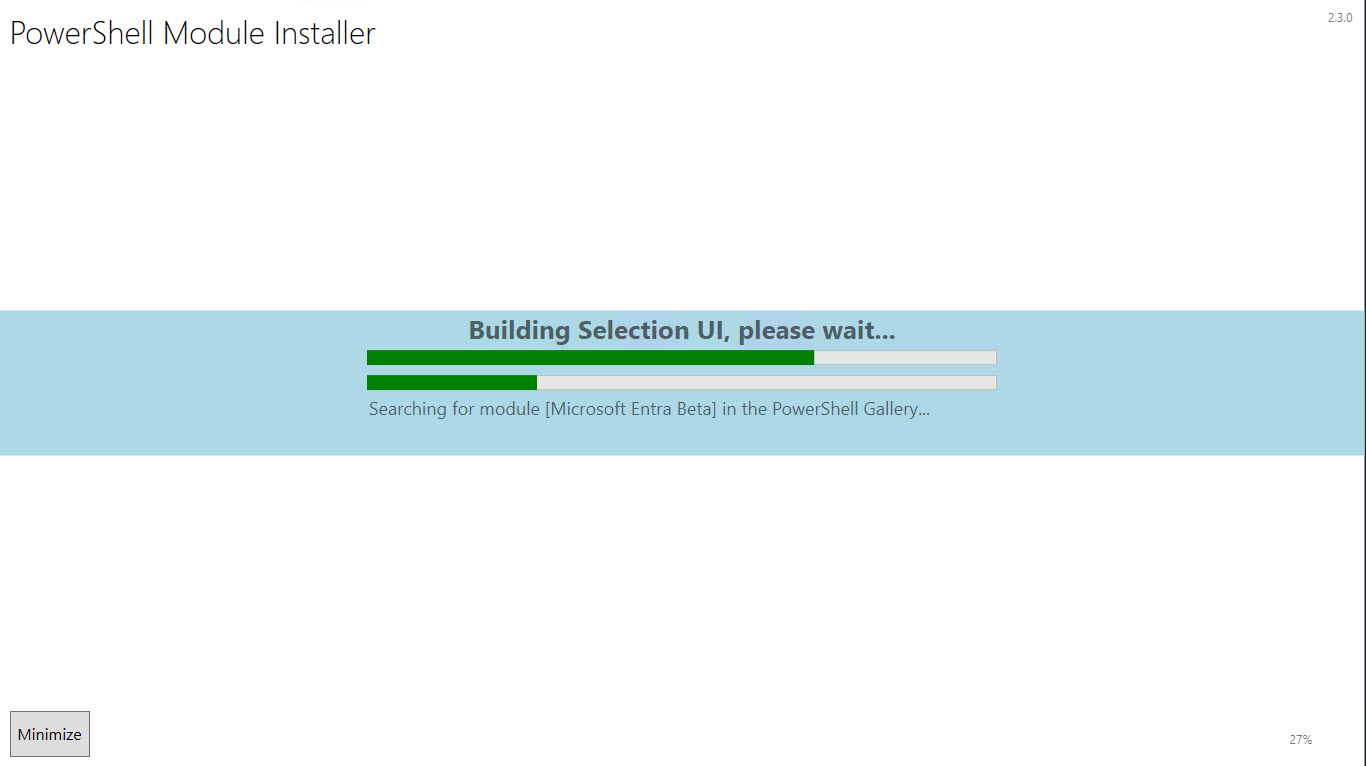 PowerShell Module Installer
2.3.0
Building Selection UI, please wait...
Searching for module [Microsoft Entra Beta] in the PowerShell Gallery...
Minimize
27%